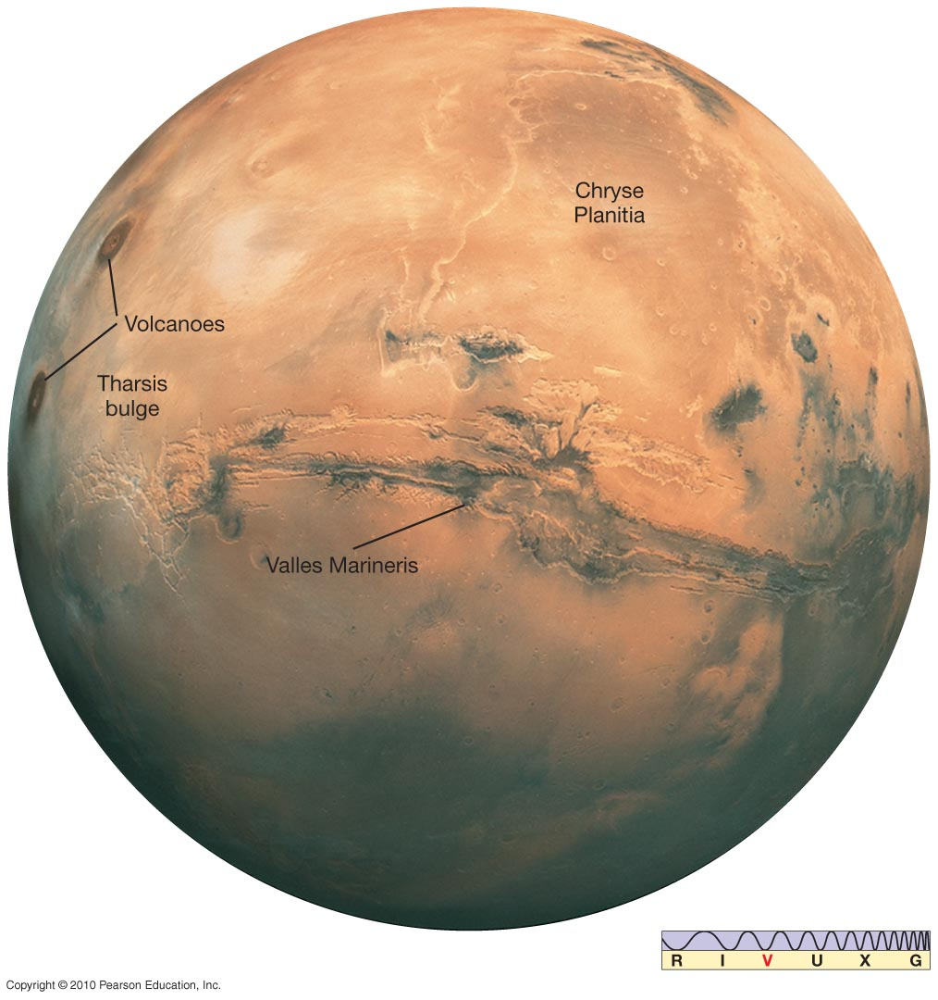 Chryse
Planitia
Volcanoes
Tharsis
bulge
Valles Marineris
R I V U X G
Copyright © 2010 Pearson Education, Inc.